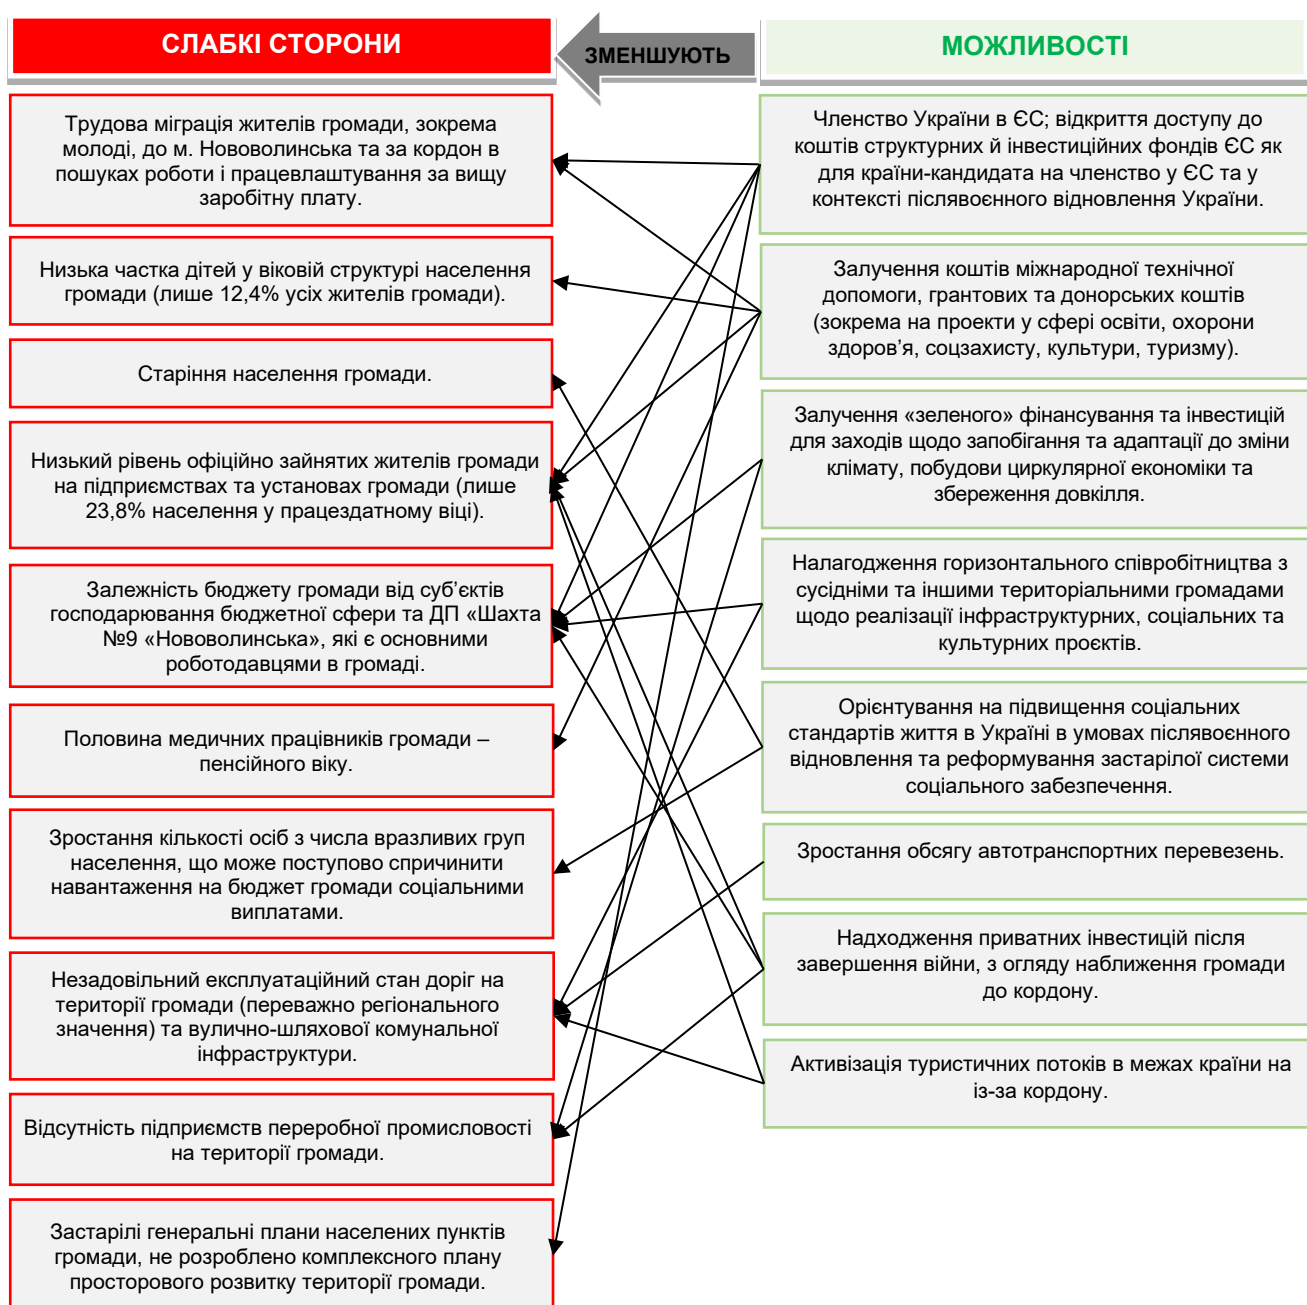 СЛАБКІ СТОРОНИ
ЗМЕНШУЮТЬ
МОЖЛИВОСТІ
Трудова міграція жителів громади, зокрема
молоді, до м. Нововолинська та за кордон в
пошуках роботи і працевлаштування за вищу
заробітну плату.
Низька частка дітей у віковій структурі населення
громади (лише 12,4% усіх жителів громади).
Старіння населення громади.
Низький рівень офіційно зайнятих жителів громади
на підприємствах та установах громади (лише
23,8% населення у працездатному віці).
Залежність бюджету громади від суб’єктів
господарювання бюджетної сфери та ДП «Шахта
№9 «Нововолинська», які є основними
роботодавцями в громаді.
Половина медичних працівників громади –
пенсійного віку.
Зростання кількості осіб з числа вразливих груп
населення, що може поступово спричинити
навантаження на бюджет громади соціальними
виплатами.
Незадовільний експлуатаційний стан доріг на
території громади (переважно регіонального
значення) та вулично-шляхової комунальної
інфраструктури.
Відсутність підприємств переробної промисловості
на території громади.
Застарілі генеральні плани населених пунктів
громади, не розроблено комплексного плану
просторового розвитку території громади.
Членство України в ЄС; відкриття доступу до
коштів структурних й інвестиційних фондів ЄС як
для країни-кандидата на членство у ЄС та у
контексті післявоєнного відновлення України.
Залучення коштів міжнародної технічної
допомоги, грантових та донорських коштів
(зокрема на проекти у сфері освіти, охорони
здоров’я, соцзахисту, культури, туризму).
Залучення «зеленого» фінансування та інвестицій
для заходів щодо запобігання та адаптації до зміни
клімату, побудови циркулярної економіки та
збереження довкілля.
Налагодження горизонтального співробітництва з
сусідніми та іншими територіальними громадами
щодо реалізації інфраструктурних, соціальних та
культурних проєктів.
Орієнтування на підвищення соціальних
стандартів життя в Україні в умовах післявоєнного
відновлення та реформування застарілої системи
соціального забезпечення.
Зростання обсягу автотранспортних перевезень.
Надходження приватних інвестицій після
завершення війни, з огляду наближення громади
до кордону.
Активізація туристичних потоків в межах країни на
із-за кордону.